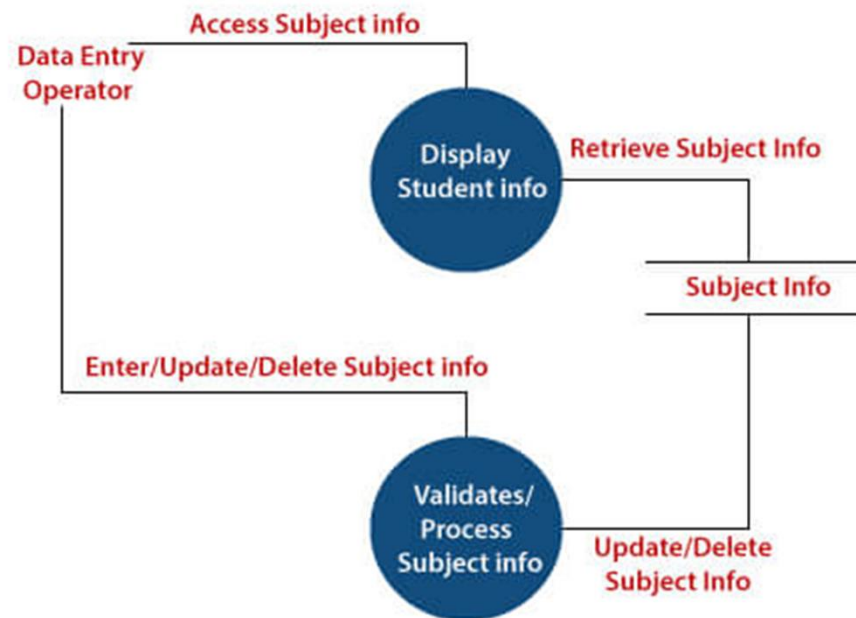 Access Subject info
Data Entry
Operator
Display
Student info
Retrieve Subject Info
Subject Info
Enter/Update/Delete Subject info
Validates/
Process
Subject info
Update/Delete
Subject Info